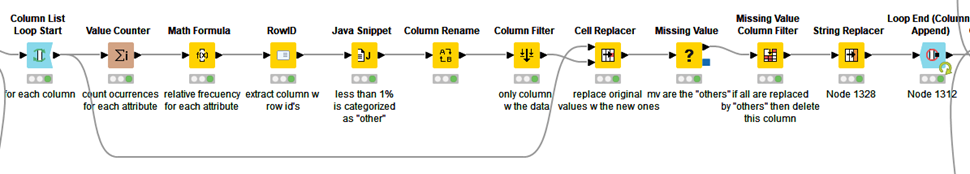 Column List
Loop Start
Value Counter
Math Formula
RowID
Java Snippet
Column Rename
Column Filter
Cell Replacer
Missing Value
Missing Value
Column Filter
String Replacer
Loop End (Column
Append)
for each column
count ocurrences
for each attribute
relative frecuency
for each attribute
extract column w
row id's
less than 1%
is categorized
as "other"
only column
w the data
replace original
values w the new ones
mv are the "others"
if all are replaced
by "others" then delete
this column
Node 1328
Node 1312